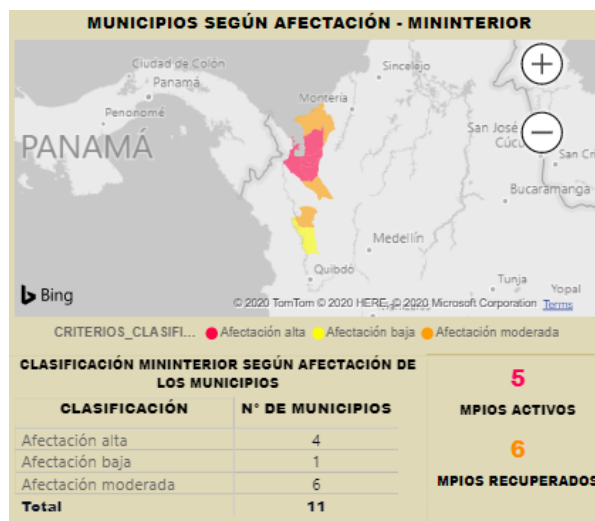 MUNICIPIOS SEGÚN AFECTACIÓN - MININTERIOR
Ciudad de Colón
Panamá
Penonomé
PANAMÁ
Sincelejo
Montería
San José
Cúcu
San Cri
Bucaramanga
Medellín
Quibdó
Tunja
Yopal
Bing
© 2020 TomTom © 2020 HERE, © 2020 Microsoft Corporation Terms
CRITERIOS_CLASIFI... Afectación alta Afectación baja Afectación moderada
CLASIFICACIÓN MININTERIOR SEGÚN AFECTACIÓN DE
LOS MUNICIPIOS
CLASIFICACIÓN N° DE MUNICIPIOS
Afectación alta 4
Afectación baja 1
Afectación moderada 6
Total 11
5
MPIOS ACTIVOS
6
MPIOS RECUPERADOS